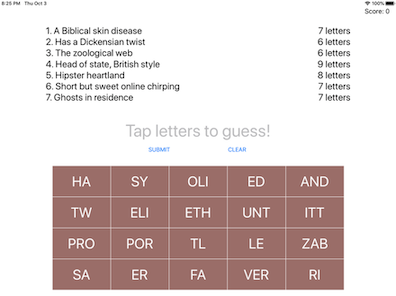 8:25 PM Thu Oct 3 100%
Score: 0
1. A Biblical skin disease 7 letters
2. Has a Dickensian twist 6 letters
3. The zoological web 6 letters
4. Head of state, British style 9 letters
5. Hipster heartland 8 letters
6. Short but sweet online chirping 7 letters
7. Ghosts in residence 7 letters
Tap letters to guess!
SUBMIT CLEAR
HA SY OLI ED AND
TW ELI ETH UNT ITT
PRO POR TL LE ZAB
SA ER FA VER RI